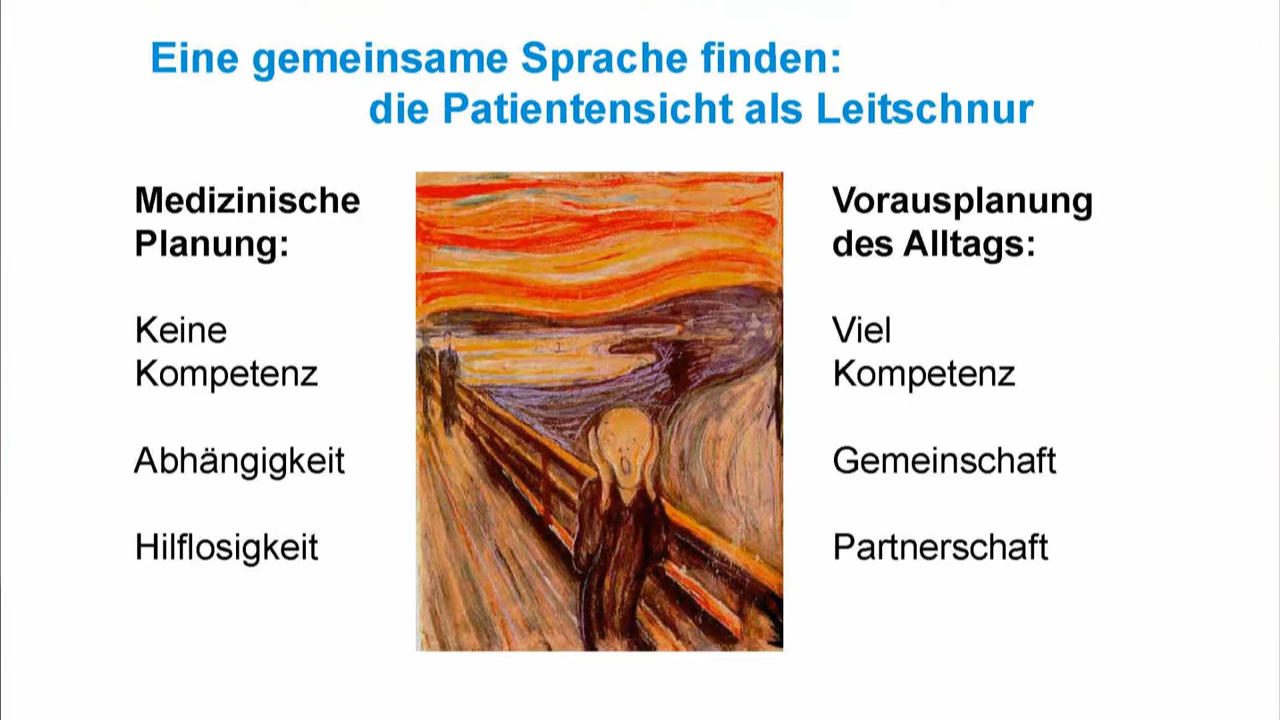 Eine gemeinsame Sprache finden:
die Patientensicht als Leitschnur
Medizinische
Planung:
Keine
Kompetenz
Abhängigkeit
Hilflosigkeit
Vorausplanung
des Alltags:
Viel
Kompetenz
Gemeinschaft
Partnerschaft